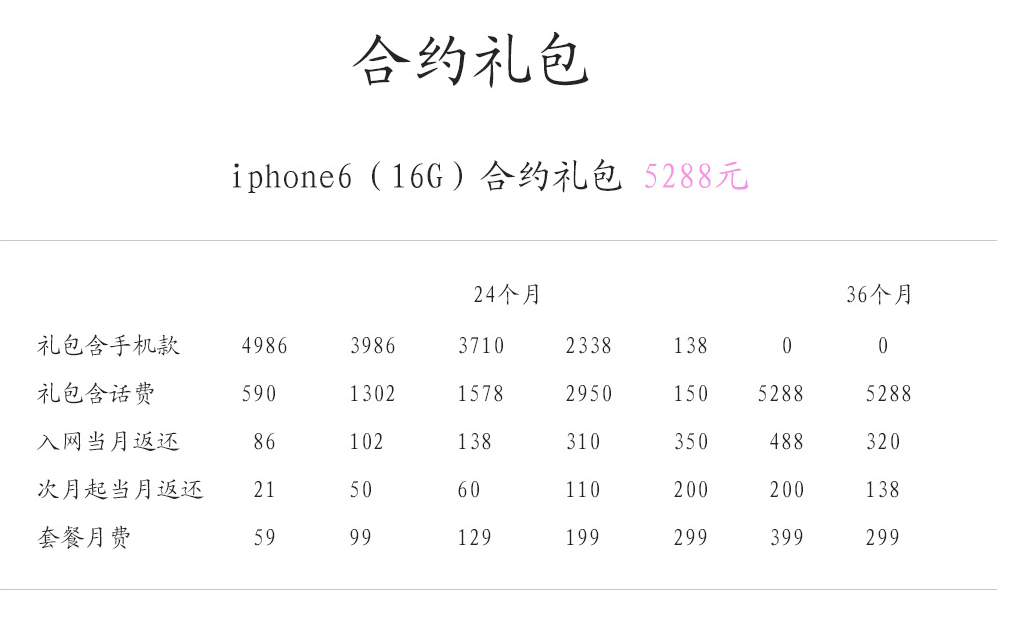 合约礼包
iphone6（16G）合约礼包 5288元
24个月 36个月
礼包含手机款 4986 3986 3710 2338 138 0 0
礼包含话费 590 1302 1578 2950 150 5288 5288
入网当月返还 86 102 138 310 350 488 320
次月起当月返还 21 50 60 110 200 200 138
套餐月费 59 99 129 199 299 399 299